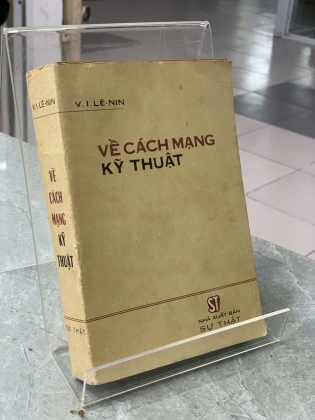 V. I. LÊ-NIN
VỀ CÁCH MẠNG
KỸ THUẬT
ST
NHÀ XUẤT BẢN
SỰ THẬT
V. I. LÊ-NIN
VỀ
CÁCH
MẠNG
KỸ
THUẬT
SỰ THẬT